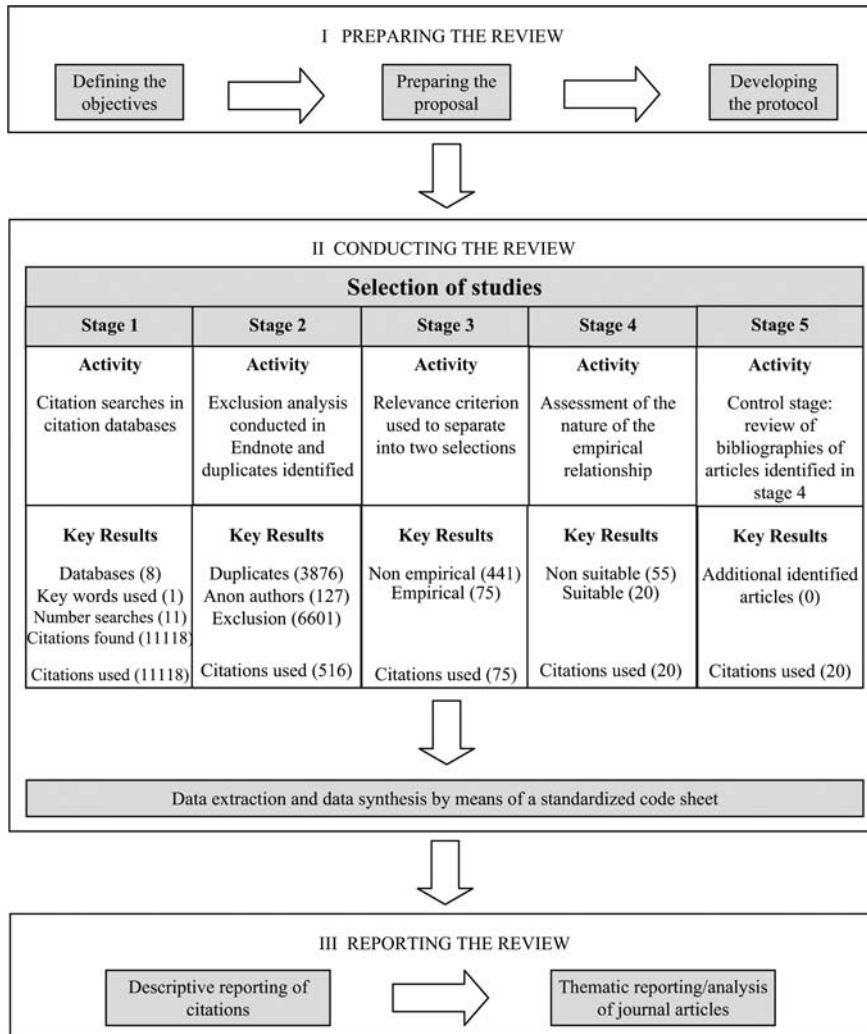 I PREPARING THE REVIEW
Defining the
objectives
Preparing the
proposal
Developing
the protocol
II CONDUCTING THE REVIEW
Selection of studies
Stage 1
Stage 2
Stage 3
Stage 4
Stage 5
Activity
Citation searches in
citation databases
Activity
Exclusion analysis
conducted in
Endnote and
duplicates identified
Activity
Relevance criterion
used to separate
into two selections
Activity
Assessment of the
nature of the
empirical
relationship
Activity
Control stage:
review of
bibliographies of
articles identified in
stage 4
Key Results
Databases (8)
Key words used (1)
Number searches (11)
Citations found (11118)
Citations used (11118)
Key Results
Duplicates (3876)
Anon authors (127)
Exclusion (6601)
Citations used (516)
Key Results
Non empirical (441)
Empirical (75)
Citations used (75)
Key Results
Non suitable (55)
Suitable (20)
Citations used (20)
Key Results
Additional identified
articles (0)
Citations used (20)
Data extraction and data synthesis by means of a standardized code sheet
III REPORTING THE REVIEW
Descriptive reporting of
citations
Thematic reporting/analysis
of journal articles